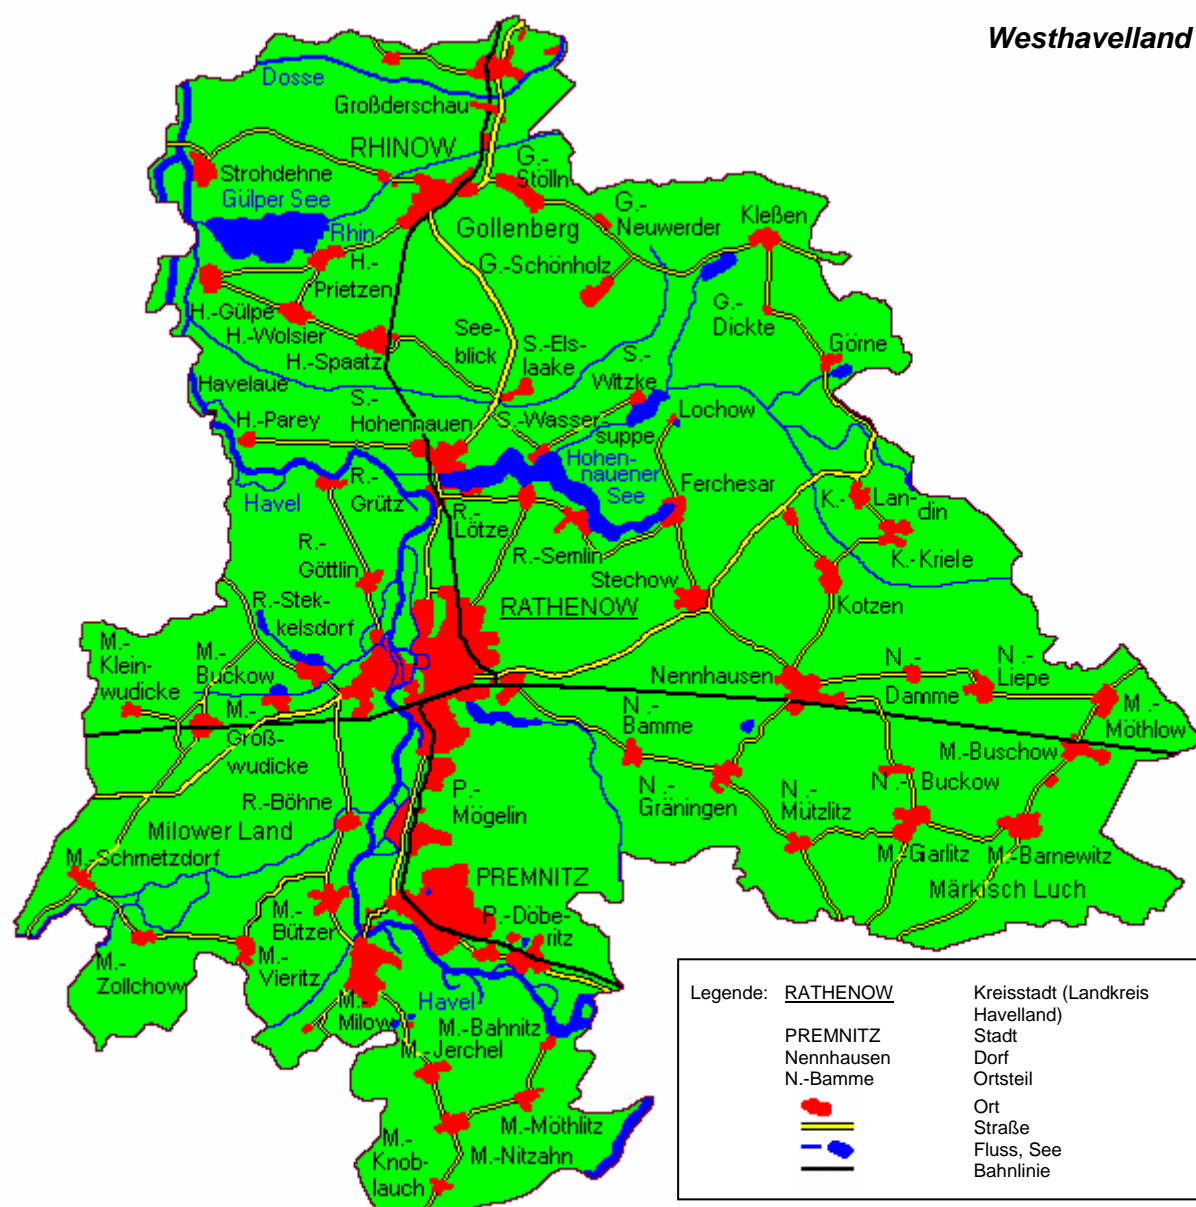 Westhavelland
Dosse
Großderschau
RHINOW
Strohdehne
G.-
Stölln
Gülper See
Rhin
Gollenberg
G.-
Neuwerder
Kleßen
H.-
Prietzen
G.-Schönholz
H.-Gülpe
H.-Wolsier
H.-Spaatz
See-
blick
S.-Els-
laake
G.-
Dickte
Görne
Havelaue
S.-
Witzke
H.-Parey
S.-
Hohennauen
S.-Wasser-
suppe
Lochow
Hohen-
nauener
See
Ferchesar
Havel
R.-
Grütz
R.-
Lötze
K.-
Lan-
din
R.-
Göttlin
R.-Semlin
K.-Kriele
Stechow
Kotzen
R.-Stek-
kelsdorf
RATHENOW
M.-
Klein-
wudicke
M.-
Buckow
Nennhausen
N.-
Damme
N.-
Liepe
M.-
Möthlow
M.-
Groß-
wudicke
N.-
Bamme
M.-Buschow
R.-Böhne
P.-
Mögelin
N.-
Gräningen
N.-
Buckow
N.-
Mützlitz
Milower Land
M.-Schmetzdorf
M.-Garlitz
M.-Barnewitz
PREMNITZ
Märkisch Luch
M.-
Bützer
P.-Döbe-
ritz
M.-
Zollchow
M.-
Vieritz
M.-
Milow
Havel
M.-Bahnitz
M.-Jerchel
M.-Möthlitz
M.-
Knob-
lauch
M.-Nitzahn
Legende: RATHENOW Kreisstadt (Landkreis
Havelland)
PREMNITZ Stadt
Nennhausen Dorf
N.-Bamme Ortsteil
Ort
Straße
Fluss, See
Bahnlinie